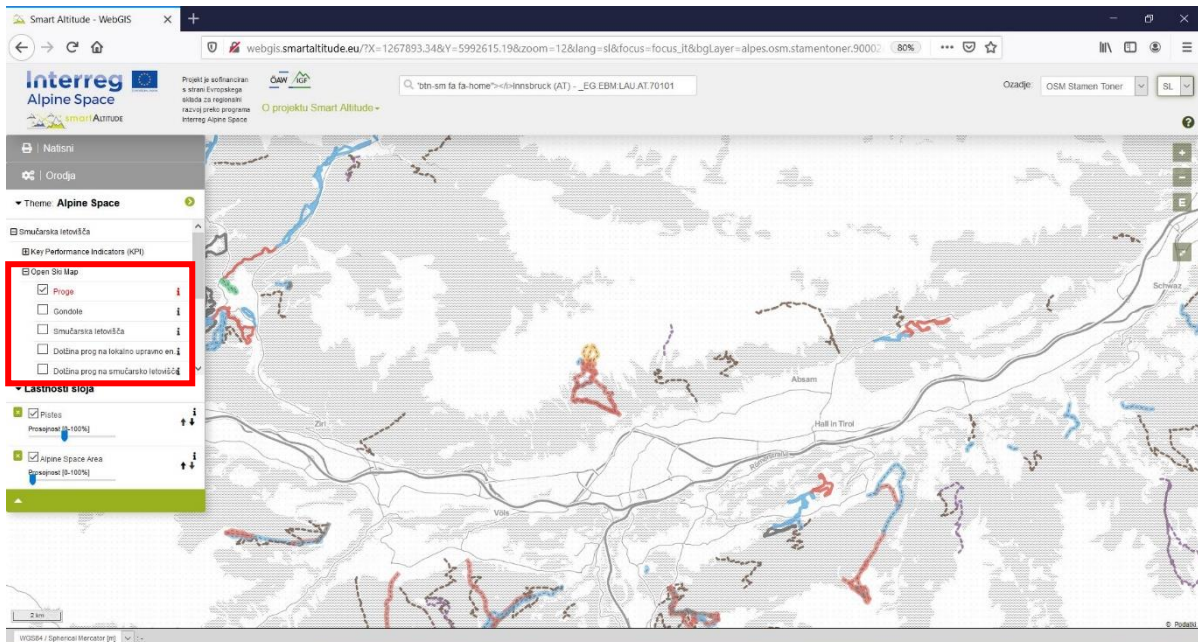 Smart Altitude - WebGIS
webgis.smartaltitude.eu/?X=1267893.34&Y=5992615.19&zoom=12&lang=sl&focus=focus_it&bgLayer=alpes.osm.stamentoner.90002
80%
Interreg
Alpine Space
smartALTITUDE
Projekt je sofinanciran
s strani Evropskega
sklada za regionalni
razvoj preko programa
Interreg Alpine Space
ÖAW
IGF
O projektu Smart Altitude
"btn-sm fa fa-home"></i>Innsbruck (AT) - _EG.EBM:LAU.AT.70101
Ozadje:
OSM Stamen Toner
SL
Natisni
Orodja
Theme: Alpine Space
Smučarska letovišča
Key Performance Indicators (KPI)
Open Ski Map
Proge
Gondole
Smučarska letovišča
Dolžina prog na lokalno upravno en.
Dolžina prog na smučarsko letovišče
Lastnosti sloja
Pistes
Prosojnost [0-100%]
Alpine Space Area
Prosojnost [0-100%]
E
Schwaz
Absam
Zirl
Hall in Tirol
Völs
2 km
© Podatki
WGS84 / Spherical Mercator [m]